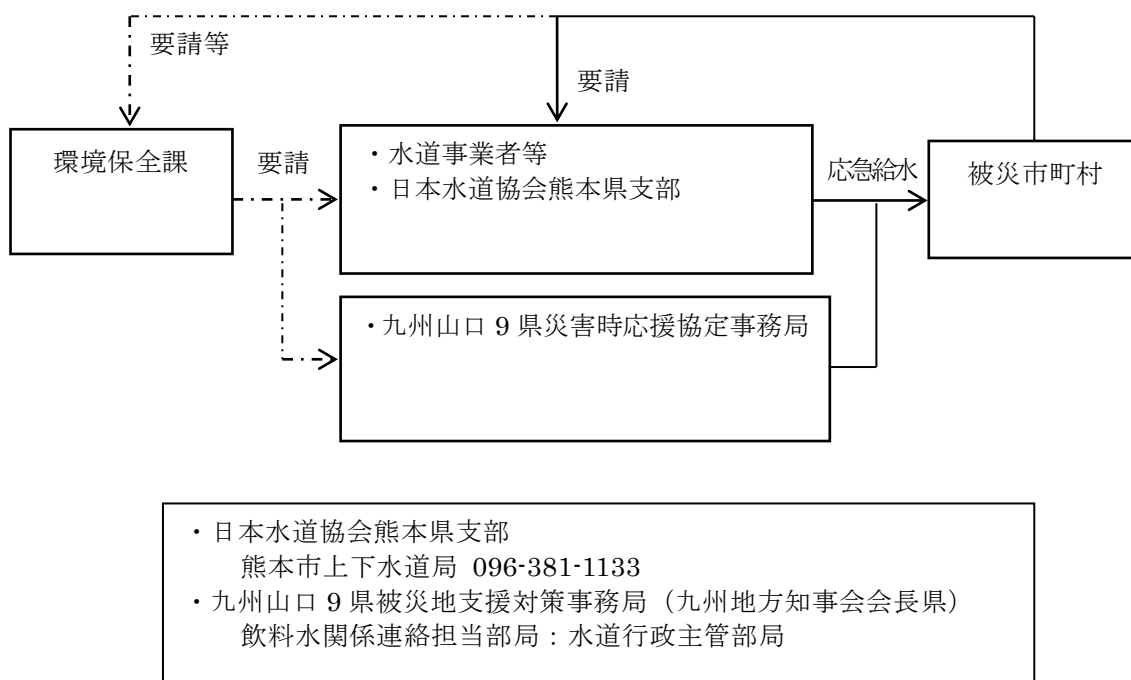 要請等
要請
環境保全課
要請
・水道事業者等
・日本水道協会熊本県支部
応急給水
被災市町村
・九州山口 9 県災害時応援協定事務局
・日本水道協会熊本県支部
熊本市上下水道局 096-381-1133
・九州山口 9 県被災地支援対策事務局（九州地方知事会会長県）
飲料水関係連絡担当部局：水道行政主管部局